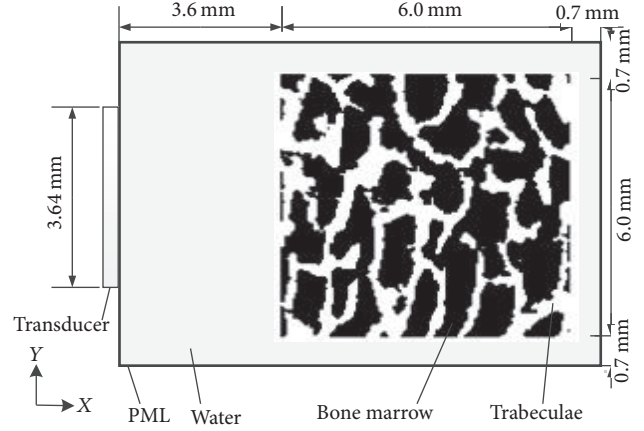 3.6 mm
6.0 mm
0.7 mm
0.7 mm
3.64 mm
6.0 mm
Transducer
0.7 mm
Y
X
PML
Water
Bone marrow
Trabeculae